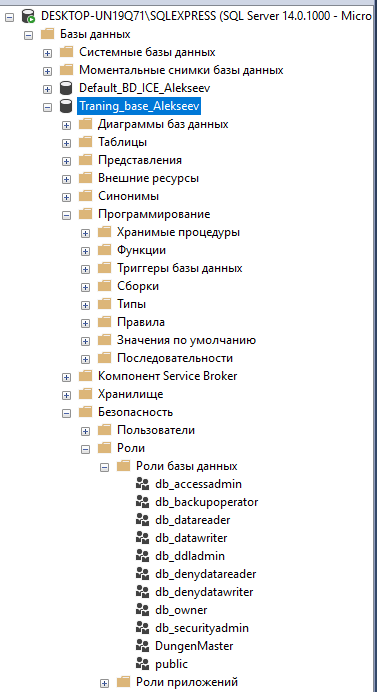 DESKTOP-UN19Q71\SQLEXPRESS (SQL Server 14.0.1000 - Micro
Базы данных
Системные базы данных
Моментальные снимки базы данных
Default_BD_ICE_Alekseev
Traning_base_Alekseev
Диаграммы баз данных
Таблицы
Представления
Внешние ресурсы
Синонимы
Программирование
Хранимые процедуры
Функции
Триггеры базы данных
Сборки
Типы
Правила
Значения по умолчанию
Последовательности
Компонент Service Broker
Хранилище
Безопасность
Пользователи
Роли
Роли базы данных
db_accessadmin
db_backupoperator
db_datareader
db_datawriter
db_ddladmin
db_denydatareader
db_denydatawriter
db_owner
db_securityadmin
DungenMaster
public
Роли приложений